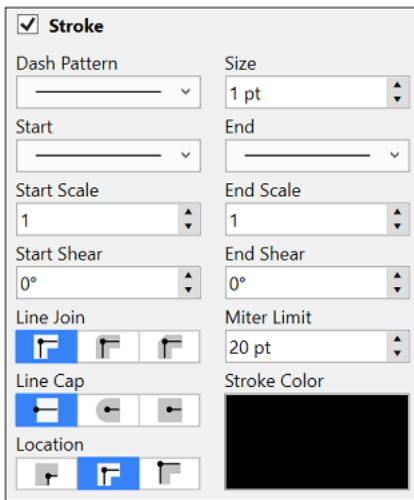 Stroke
Dash Pattern Size
1 pt
Start End
Start Scale End Scale
1 1
Start Shear End Shear
0° 0°
Line Join Miter Limit
20 pt
Line Cap Stroke Color
Location